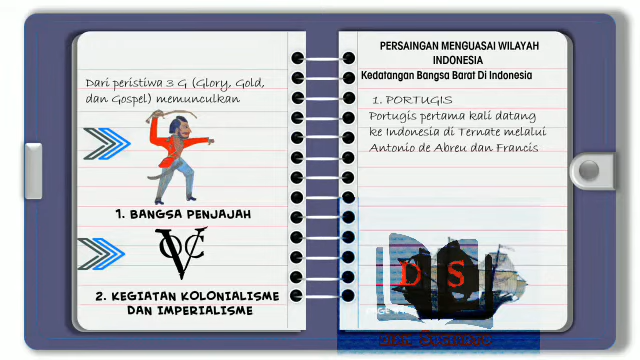 Dari peristiwa 3 G (Glory, Gold,
dan Gospel) memunculkan
1. BANGSA PENJAJAH
VOC
2. KEGIATAN KOLONIALISME
DAN IMPERIALISME
PERSAINGAN MENGUASAI WILAYAH
INDONESIA
Kedatangan Bangsa Barat Di Indonesia
1. PORTUGIS
Portugis pertama kali datang
ke Indonesia di Ternate melalui
Antonio de Abreu dan Francis
D S